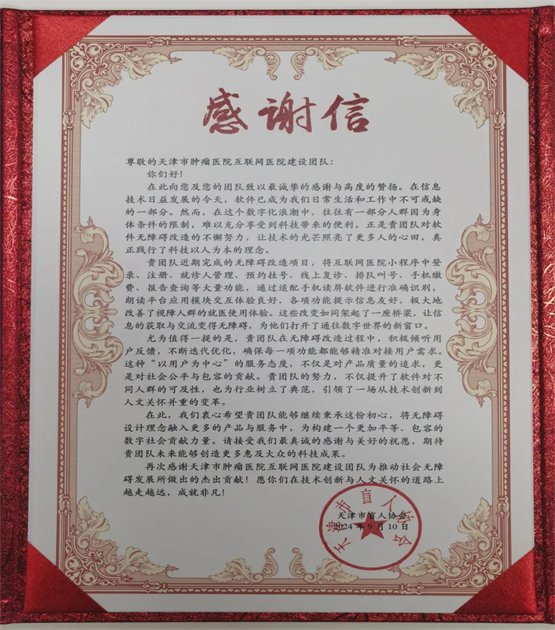 感谢信
尊敬的天津市肿瘤医院互联网医院建设团队：
你们好！
在此向您及您的团队致以最诚挚的感谢与高度的赞扬。在信息
技术日益发展的今天，软件已成为我们日常生活和工作中不可或缺
的一部分。然而，在这个数字化浪潮中，往往有一部分人群因为身
体条件的限制，难以充分享受到科技带来的便利。正是贵团队对软
件无障碍改造的不懈努力，让技术的光芒照亮了更多人的心田，真
正践行了科技以人为本的理念。
贵团队近期完成的无障碍改造项目，将互联网医院小程序中登
录、注册、就诊人管理、预约挂号、线上复诊、排队叫号、手机缴
费、报告查询等大量功能，通过适配手机读屏软件进行准确识别，
朗读平台应用模块交互体验良好，各项功能提示信息友好，极大地
改善了视障人群的就医使用体验。这些改变如同架起了一座桥梁，让信
息的获取与交流变得无障碍，为他们打开了通往数字世界的新窗口。
尤为值得一提的是，贵团队在无障碍改造过程中，积极倾听用
户反馈，不断迭代优化，确保每一项功能都能够精准对接用户需求。
这种“以用户为中心”的服务态度，不仅是对产品质量的追求，更
是对社会公平与包容的贡献。贵团队的努力，不仅提升了软件对不
同人群的可及性，也为行业树立了典范，引领了一场从技术创新到
人文关怀并重的变革。
在此，我们衷心希望贵团队能够继续秉承这份初心，将无障碍
设计理念融入更多的产品与服务中，为构建一个更加平等、包容的
数字社会贡献力量。请接受我们最真诚的感谢与美好的祝愿，期待
贵团队未来能够创造更多惠及大众的科技成果。
再次感谢天津市肿瘤医院互联网医院建设团队为推动社会无障
碍发展所做出的杰出贡献！愿你们在技术创新与人文关怀的道路上
越走越远，成就非凡！
天津市盲人协会
2024年9月10日
天津市盲人协会